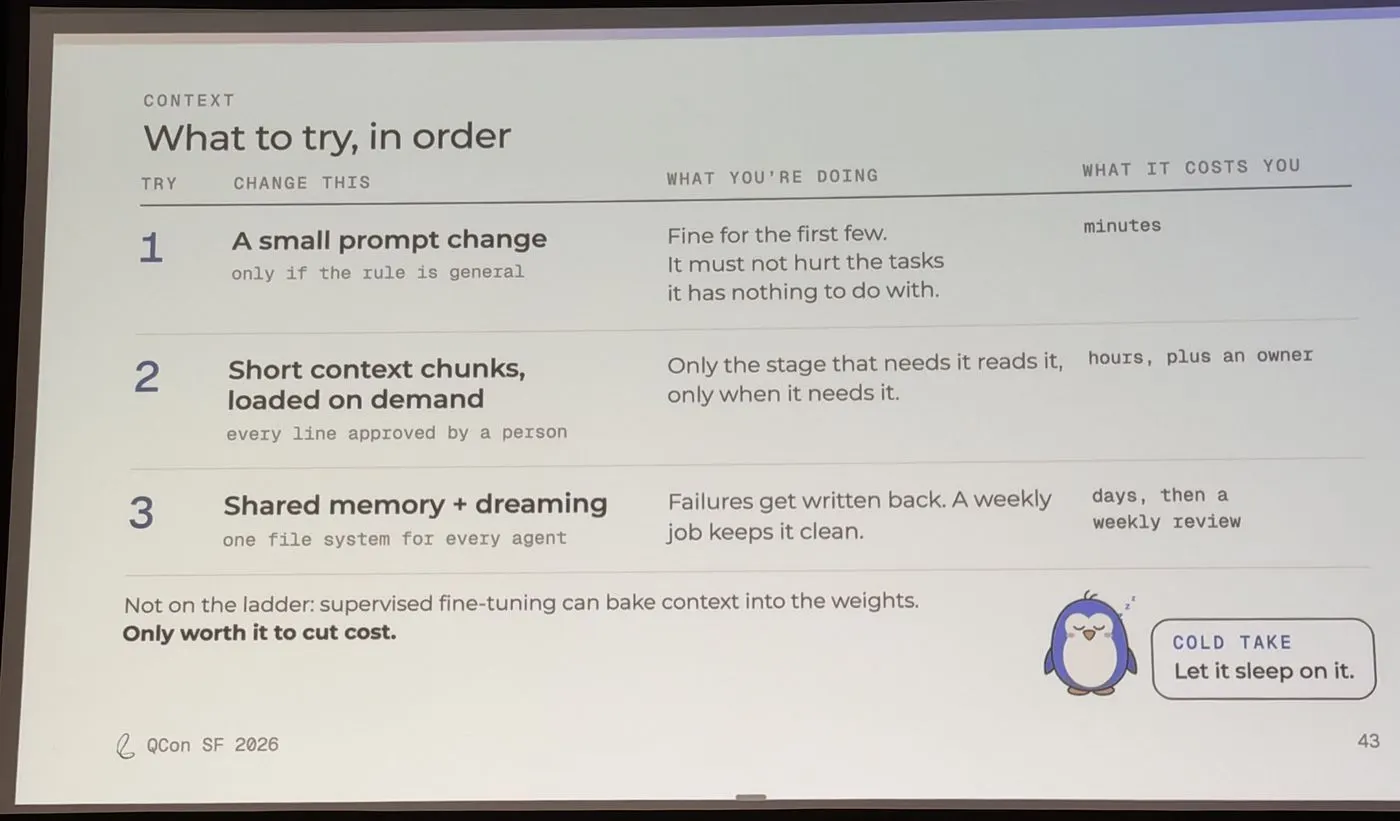 CONTEXT
What to try, in order
TRY CHANGE THIS WHAT YOU'RE DOING WHAT IT COSTS YOU
1 A small prompt change
only if the rule is general
Fine for the first few.
It must not hurt the tasks
it has nothing to do with.
minutes
2 Short context chunks,
loaded on demand
every line approved by a person
Only the stage that needs it reads it,
only when it needs it.
hours, plus an owner
3 Shared memory + dreaming
one file system for every agent
Failures get written back. A weekly
job keeps it clean.
days, then a
weekly review
Not on the ladder: supervised fine-tuning can bake context into the weights.
Only worth it to cut cost.
z z z
COLD TAKE
Let it sleep on it.
QCon SF 2026
43